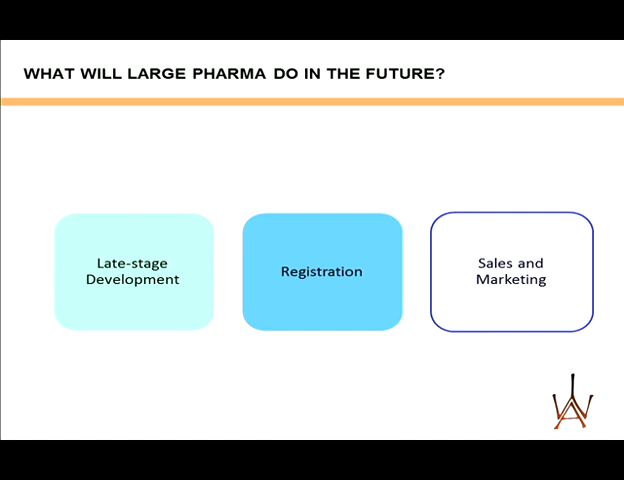 WHAT WILL LARGE PHARMA DO IN THE FUTURE?
Late-stage
Development
Registration
Sales and
Marketing